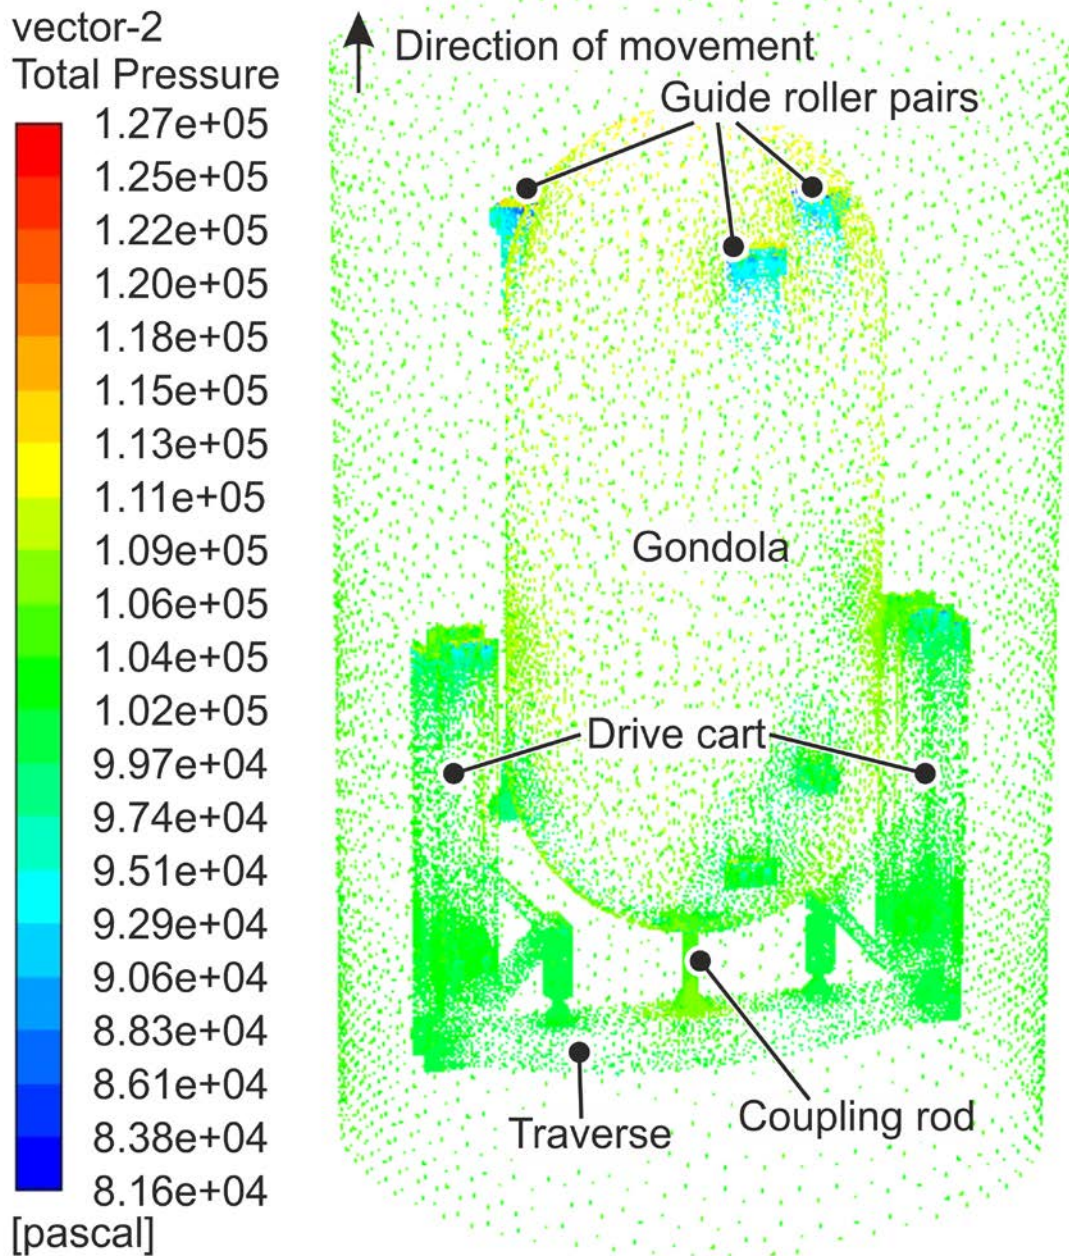 vector-2
Total Pressure
1.27e+05
1.25e+05
1.22e+05
1.20e+05
1.18e+05
1.15e+05
1.13e+05
1.11e+05
1.09e+05
1.06e+05
1.04e+05
1.02e+05
9.97e+04
9.74e+04
9.51e+04
9.29e+04
9.06e+04
8.83e+04
8.61e+04
8.38e+04
8.16e+04
[pascal]
Direction of movement
Guide roller pairs
Gondola
Drive cart
Coupling rod
Traverse